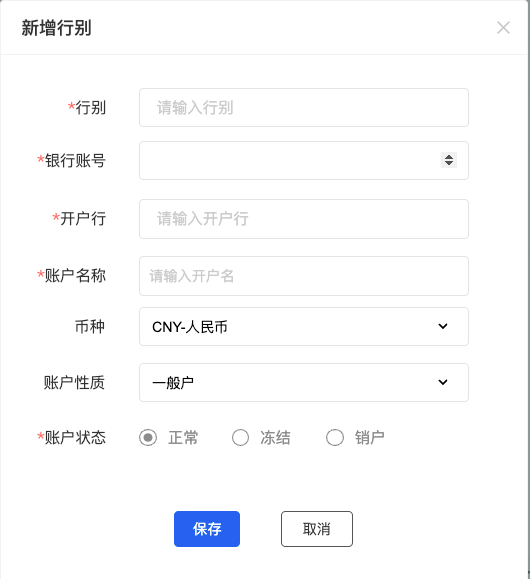 新增行别
*行别 请输入行别
*银行账号
*开户行 请输入开户行
*账户名称 请输入开户名
币种 CNY-人民币
账户性质 一般户
*账户状态 正常 冻结 销户
保存 取消